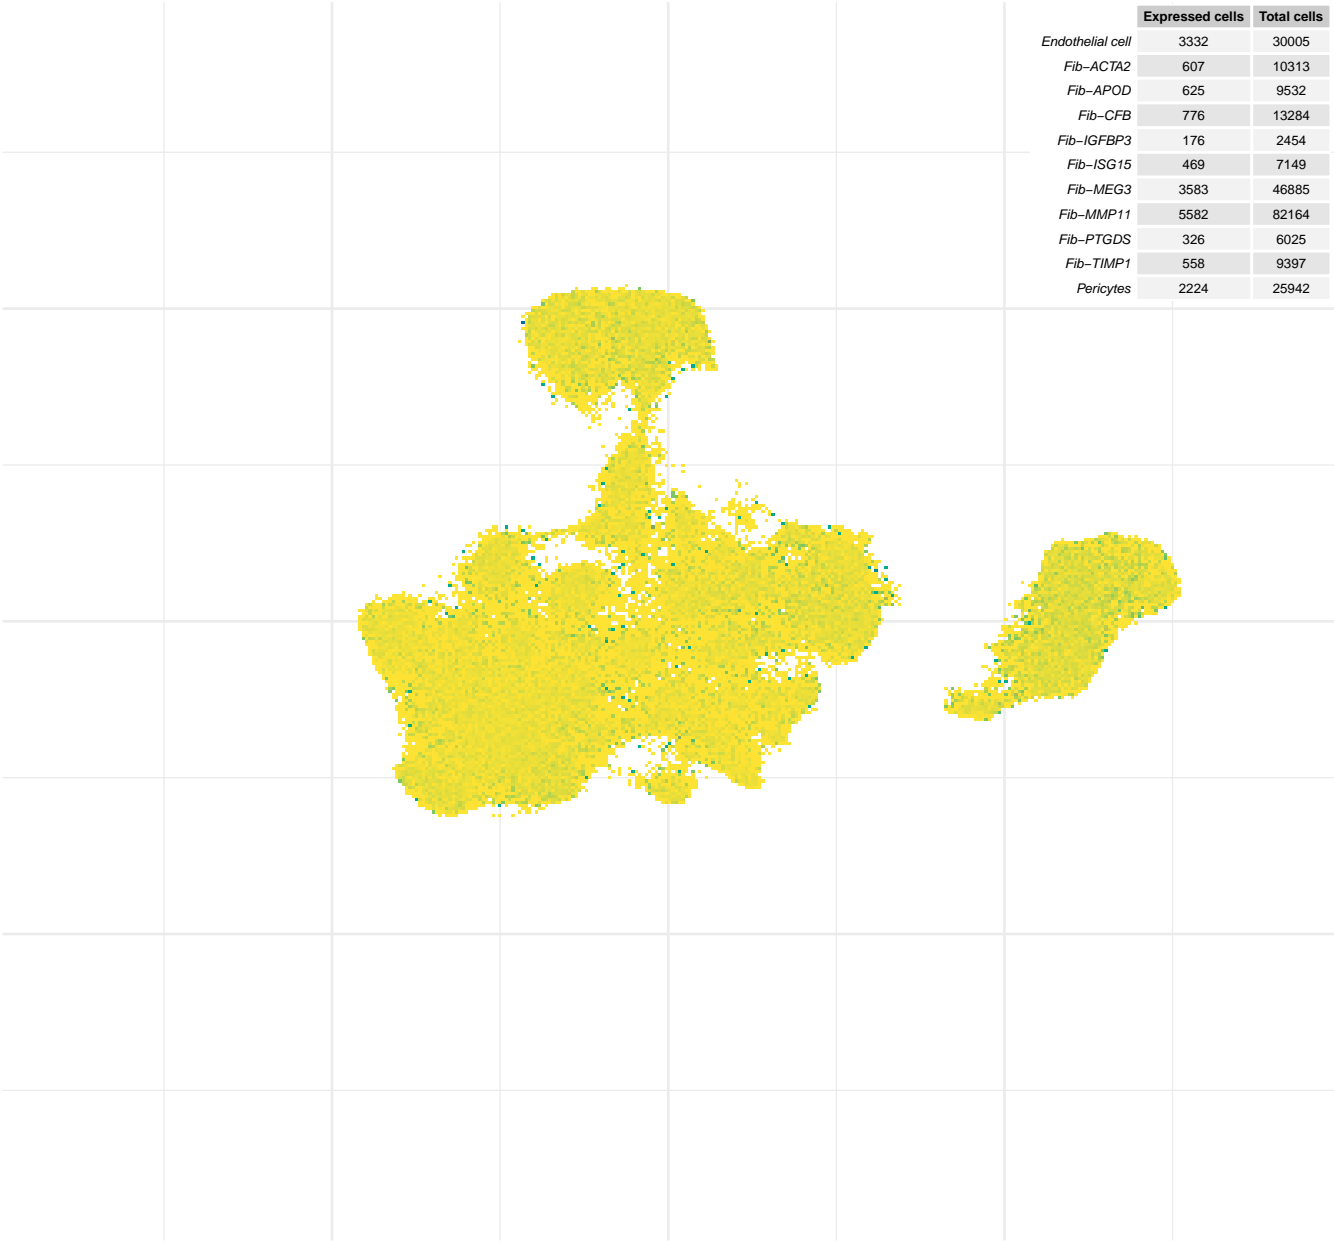 Expressed cells Total cells
Endothelial cell 3332 30005
Fib−ACTA2 607 10313
Fib−APOD 625 9532
Fib−CFB 776 13284
Fib−IGFBP3 176 2454
Fib−ISG15 469 7149
Fib−MEG3 3583 46885
Fib−MMP11 5582 82164
Fib−PTGDS 326 6025
Fib−TIMP1 558 9397
Pericytes 2224 25942